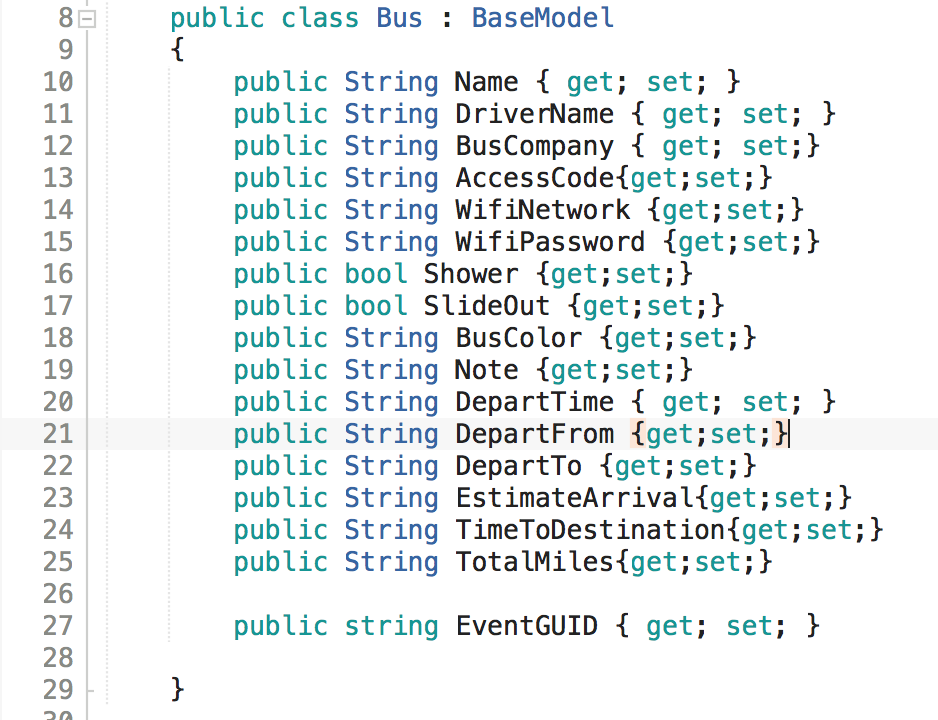 8 public class Bus : BaseModel
9 {
10 public String Name { get; set; }
11 public String DriverName { get; set; }
12 public String BusCompany { get; set;}
13 public String AccessCode{get;set;}
14 public String WifiNetwork {get;set;}
15 public String WifiPassword {get;set;}
16 public bool Shower {get;set;}
17 public bool SlideOut {get;set;}
18 public String BusColor {get;set;}
19 public String Note {get;set;}
20 public String DepartTime { get; set; }
21 public String DepartFrom {get;set;}
22 public String DepartTo {get;set;}
23 public String EstimateArrival{get;set;}
24 public String TimeToDestination{get;set;}
25 public String TotalMiles{get;set;}
26
27 public string EventGUID { get; set; }
28
29 }
30